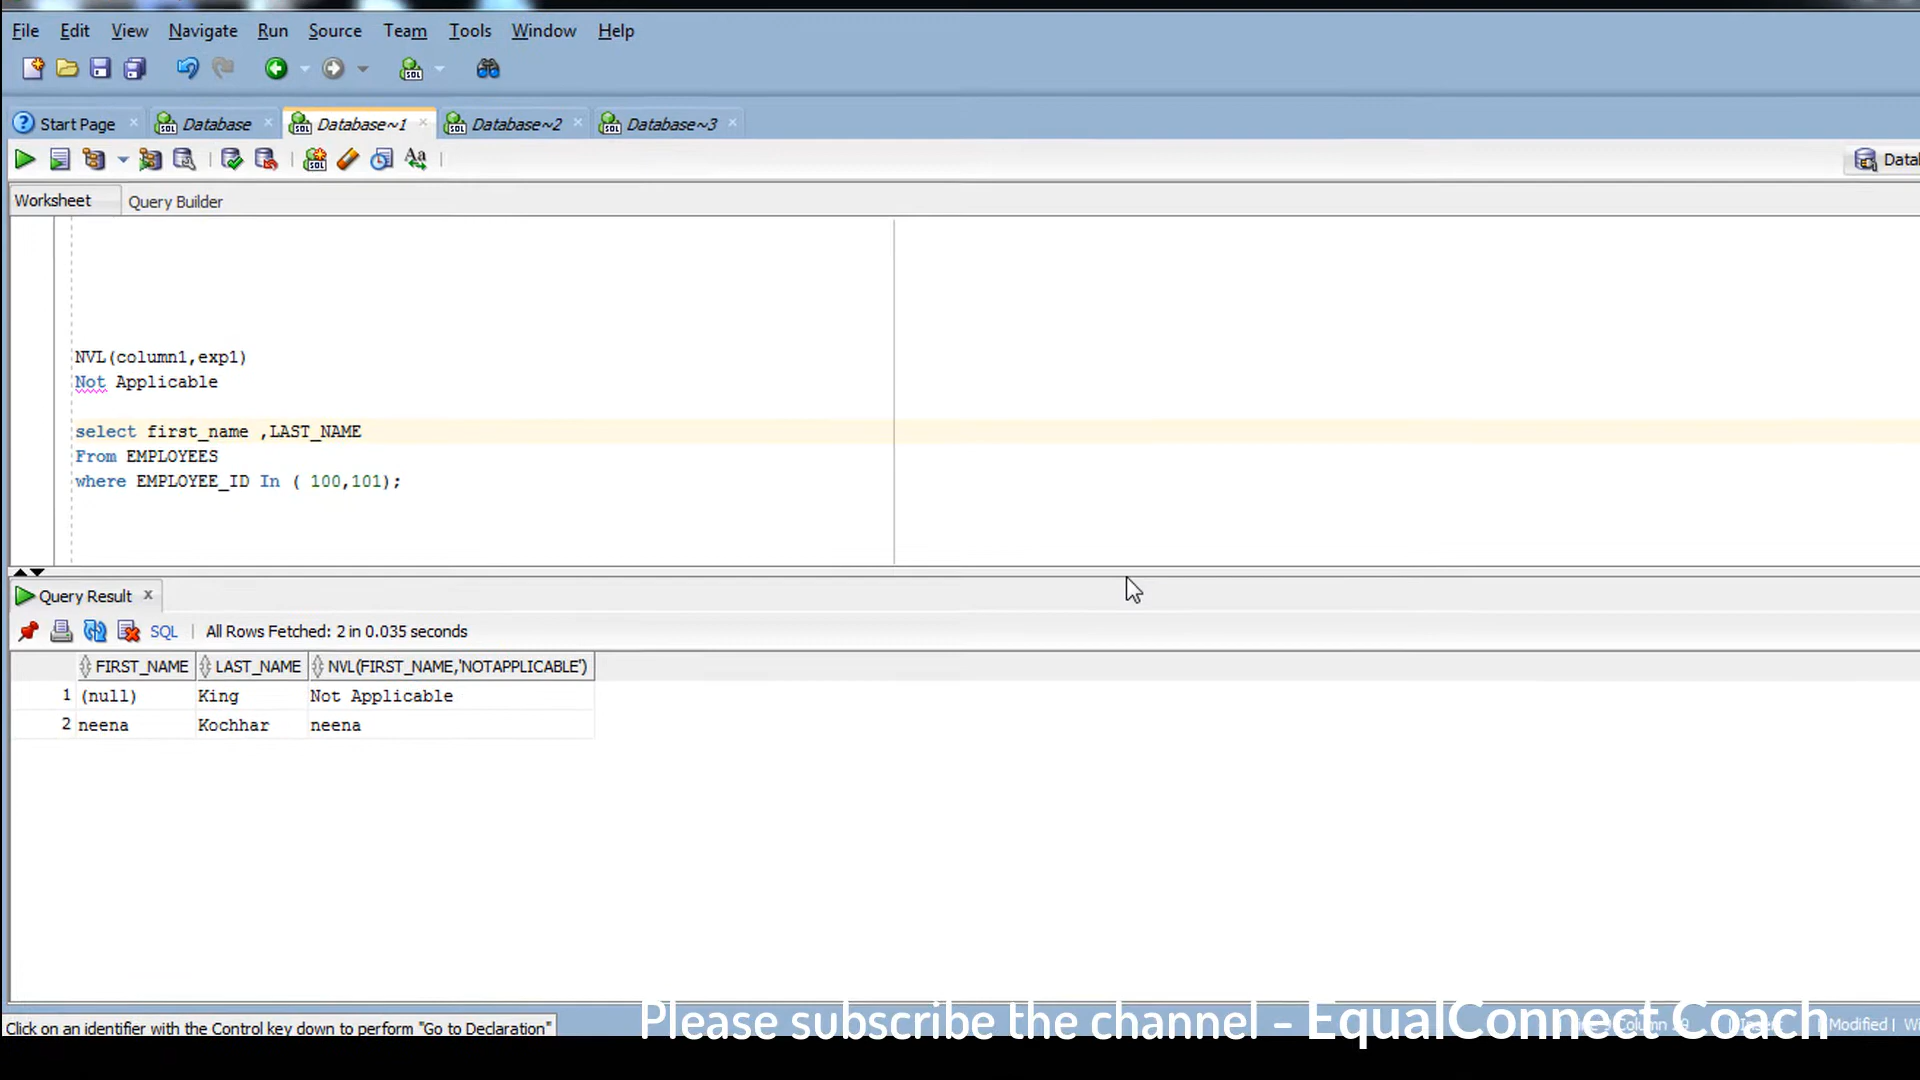 File Edit View Navigate Run Source Team Tools Window Help
Start Page Database Database~1 Database~2 Database~3
Worksheet Query Builder
NVL(column1,exp1)
Not Applicable
select first_name ,LAST_NAME
From EMPLOYEES
where EMPLOYEE_ID In ( 100,101);
Query Result
SQL All Rows Fetched: 2 in 0.035 seconds
FIRST_NAME LAST_NAME NVL(FIRST_NAME,'NOTAPPLICABLE')
1 (null) King Not Applicable
2 neena Kochhar neena
Click on an identifier with the Control key down to perform "Go to Declaration"
Please subscribe the channel – EqualConnect Coach
Modified